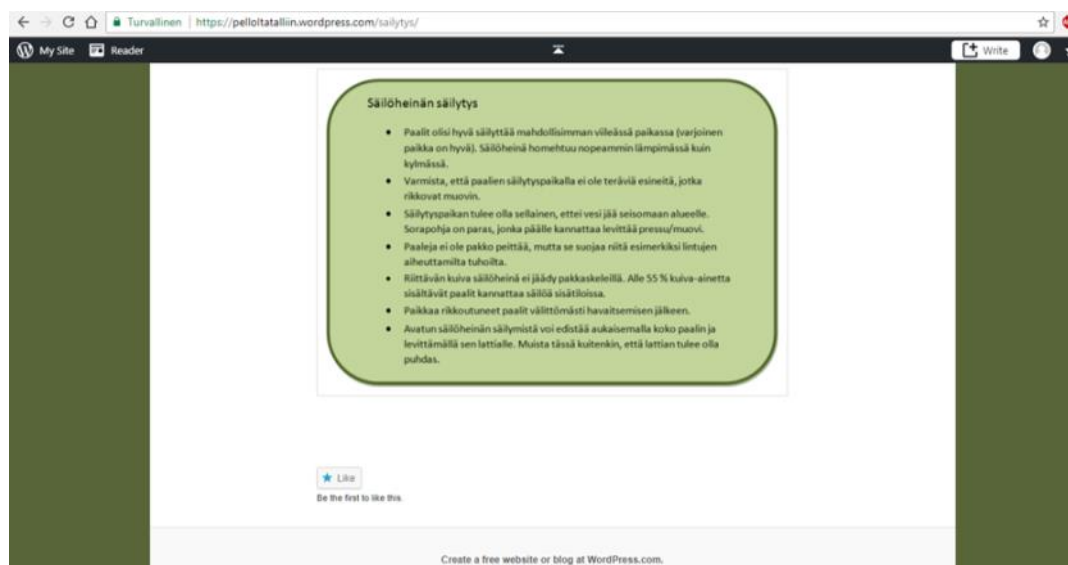 Turvallinen | https://pelloltatalliin.wordpress.com/sailytys/
My Site Reader Write
Säilöheinän säilytys
• Paalit olisi hyvä säilyttää mahdollisimman viileässä paikassa (varjoinen
paikka on hyvä). Säilöheinä homehtuu nopeammin lämpimässä kuin
kylmässä.
• Varmista, että paalien säilytyspaikalla ei ole teräviä esineitä, jotka
rikkovat muovin.
• Säilytyspaikan tulee olla sellainen, ettei vesi jää seisomaan alueelle.
Sorapohja on paras, jonka päälle kannattaa levittää pressu/muovi.
• Paaleja ei ole pakko peittää, mutta se suojaa niitä esimerkiksi lintujen
aiheuttamilta tuhoilta.
• Riittävän kuiva säilöheinä ei jäädy pakkaskeleillä. Alle 55 % kuiva-ainetta
sisältävät paalit kannattaa säilöä sisätiloissa.
• Paikkaa rikkoutuneet paalit välittömästi havaitsemisen jälkeen.
• Avatun säilöheinän säilymistä voi edistää aukaisemalla koko paalin ja
levittämällä sen lattialle. Muista tässä kuitenkin, että lattian tulee olla
puhdas.
Like
Be the first to like this.
Create a free website or blog at WordPress.com.